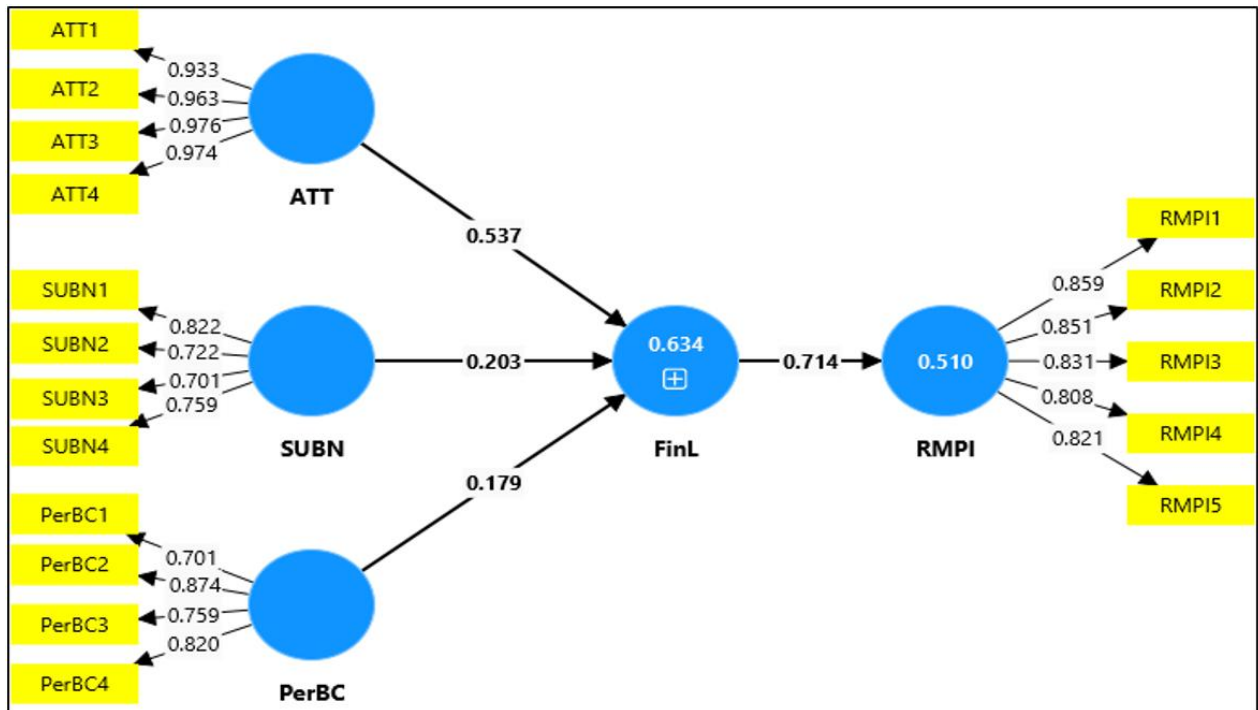 ATT1
ATT2
ATT3
ATT4
0.933
0.963
0.976
0.974
ATT
0.537
SUBN1
SUBN2
SUBN3
SUBN4
0.822
0.722
0.701
0.759
SUBN
0.203
PerBC1
PerBC2
PerBC3
PerBC4
0.701
0.874
0.759
0.820
PerBC
0.179
0.634
FinL
0.714
0.510
RMPI
0.859
0.851
0.831
0.808
0.821
RMPI1
RMPI2
RMPI3
RMPI4
RMPI5